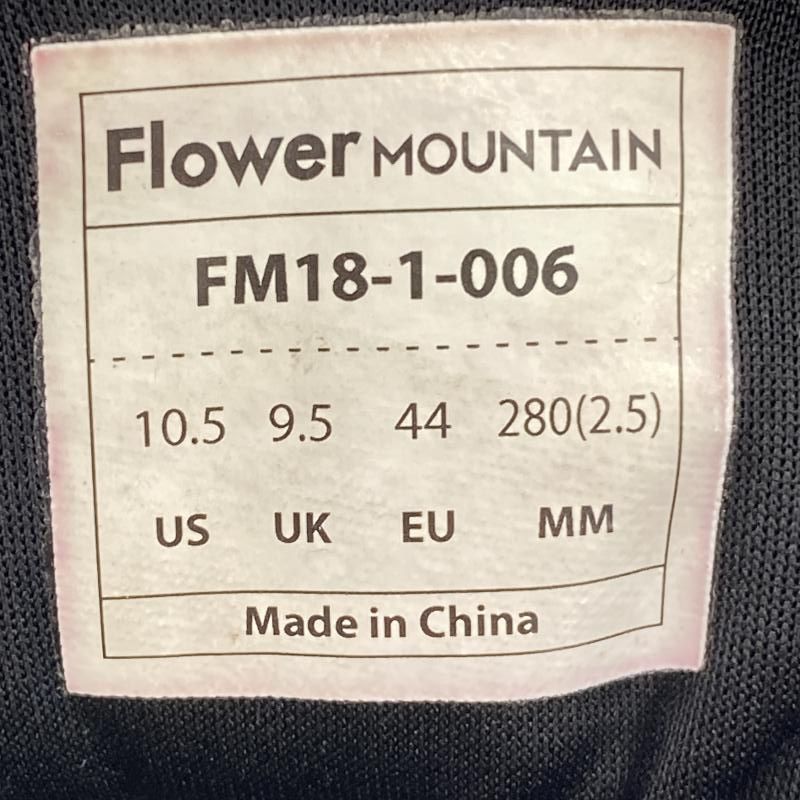 Flower MOUNTAIN
FM18-1-006
10.5 9.5 44 280(2.5)
US UK EU MM
Made in China